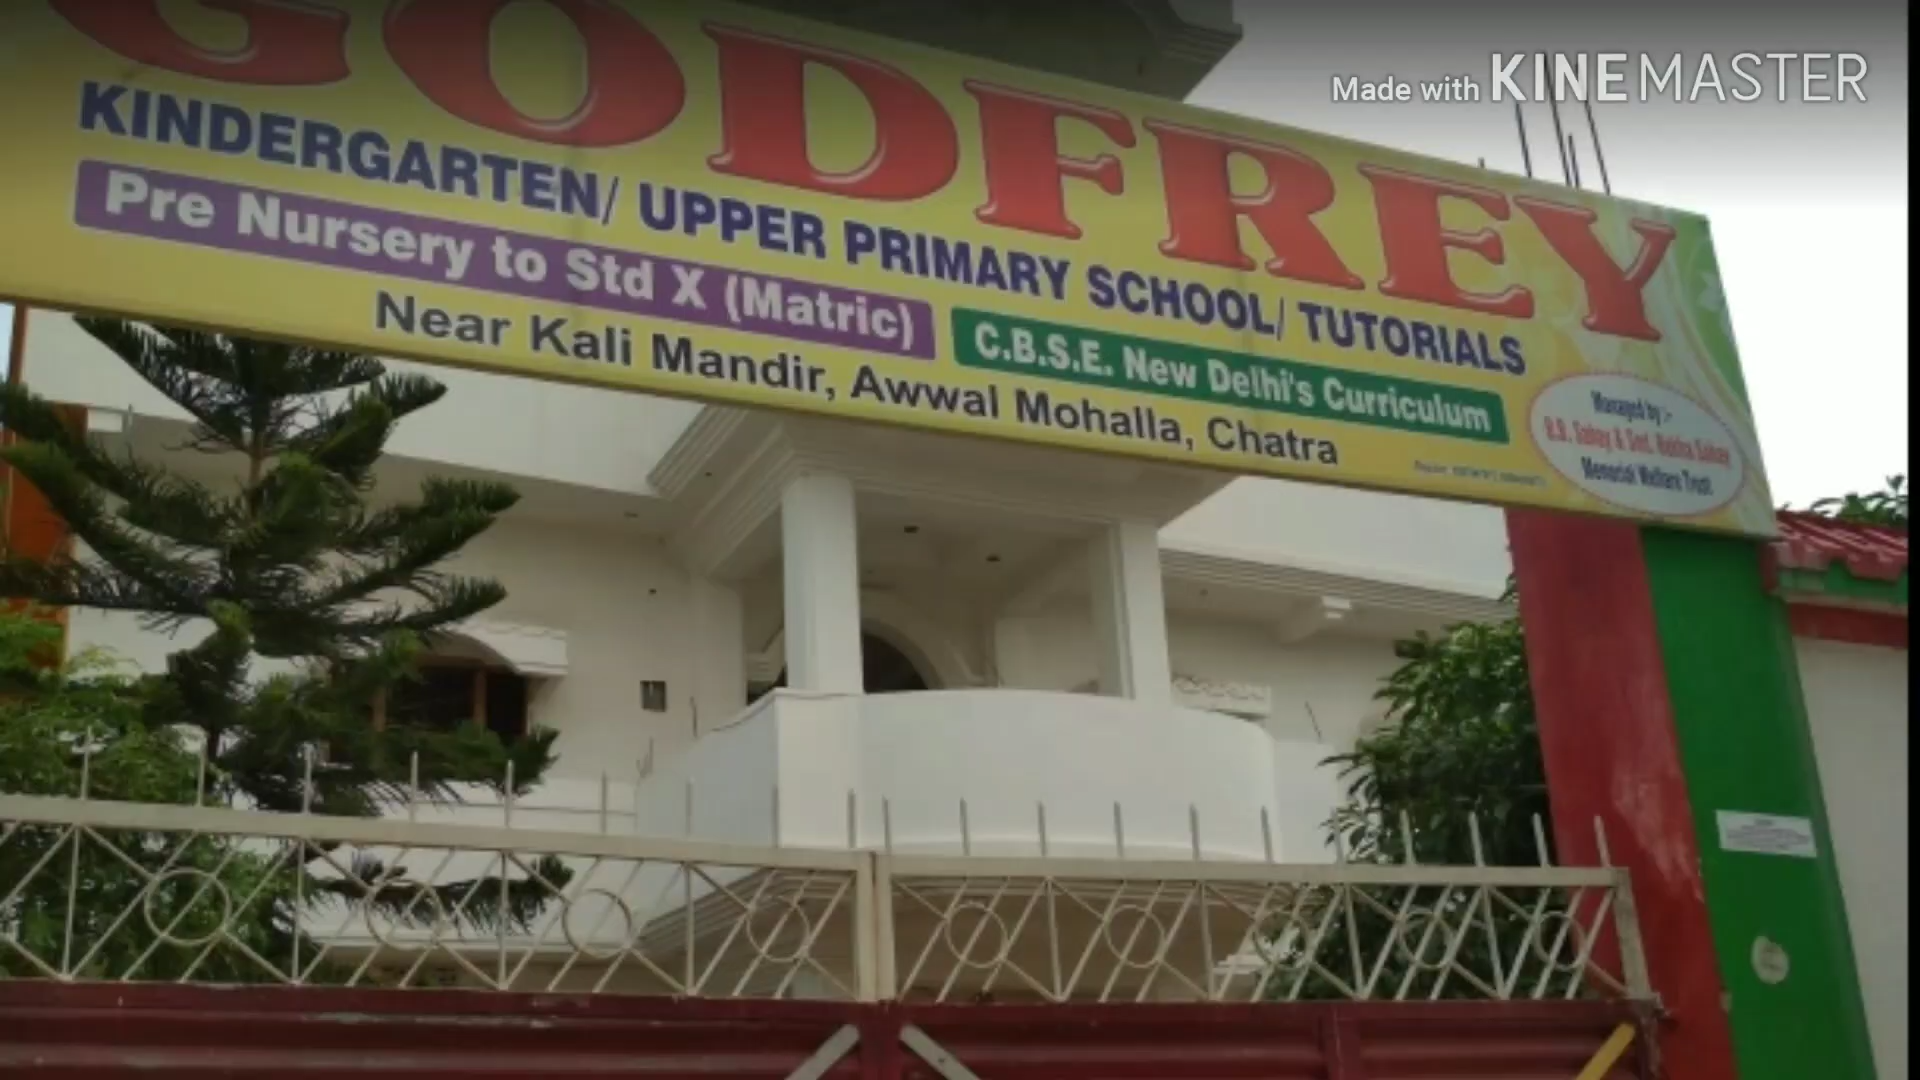 Made with KINEMASTER
GODFREY
KINDERGARTEN/ UPPER PRIMARY SCHOOL/ TUTORIALS
Pre Nursery to Std X (Matric)
C.B.S.E. New Delhi's Curriculum
Near Kali Mandir, Awwal Mohalla, Chatra
Managed by :-
Memorial Welfare Trust